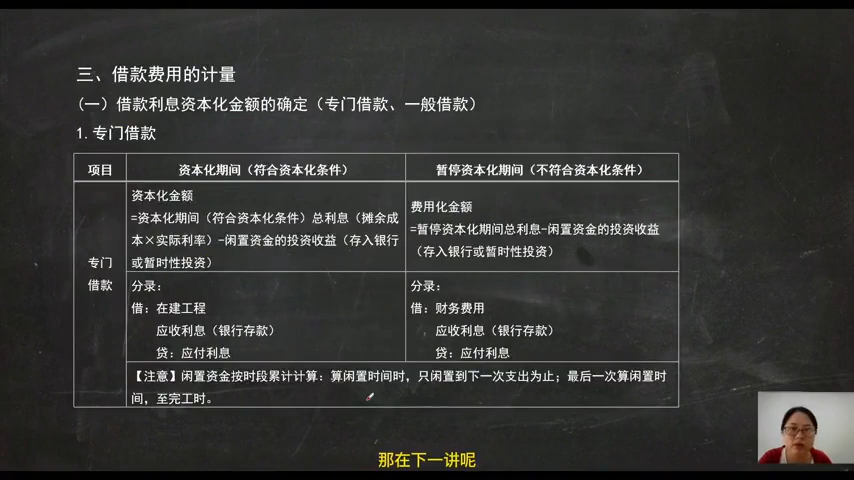 三、借款费用的计量
(一) 借款利息资本化金额的确定（专门借款、一般借款）
1.专门借款
项目
资本化期间（符合资本化条件）
暂停资本化期间（不符合资本化条件）
专门
借款
资本化金额
=资本化期间（符合资本化条件）总利息（摊余成
本×实际利率）-闲置资金的投资收益（存入银行
或暂时性投资）
费用化金额
=暂停资本化期间总利息-闲置资金的投资收益
（存入银行或暂时性投资）
分录：
借：在建工程
应收利息（银行存款）
贷：应付利息
分录：
借：财务费用
应收利息（银行存款）
贷：应付利息
【注意】闲置资金按时段累计计算：算闲置时间时，只闲置到下一次支出为止；最后一次算闲置时
间，至完工时。
那在下一讲呢